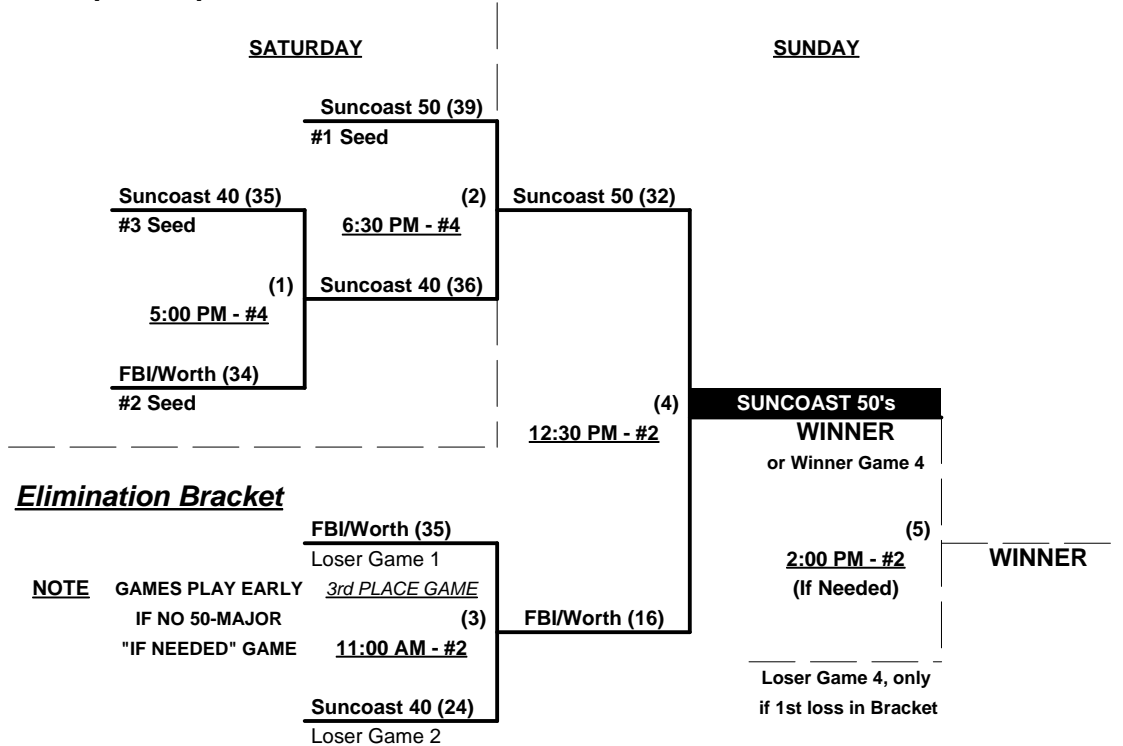 SATURDAY
SUNDAY
Suncoast 50 (39)
#1 Seed
Suncoast 40 (35)
(2)
Suncoast 50 (32)
#3 Seed
6:30 PM - #4
(1)
Suncoast 40 (36)
5:00 PM - #4
FBI/Worth (34)
#2 Seed
(4)
SUNCOAST 50's
12:30 PM - #2
WINNER
or Winner Game 4
Elimination Bracket
FBI/Worth (35)
(5)
Loser Game 1
2:00 PM - #2
WINNER
NOTE GAMES PLAY EARLY
3rd PLACE GAME
(If Needed)
IF NO 50-MAJOR
(3)
FBI/Worth (16)
"IF NEEDED" GAME
11:00 AM - #2
Loser Game 4, only
if 1st loss in Bracket
Suncoast 40 (24)
Loser Game 2